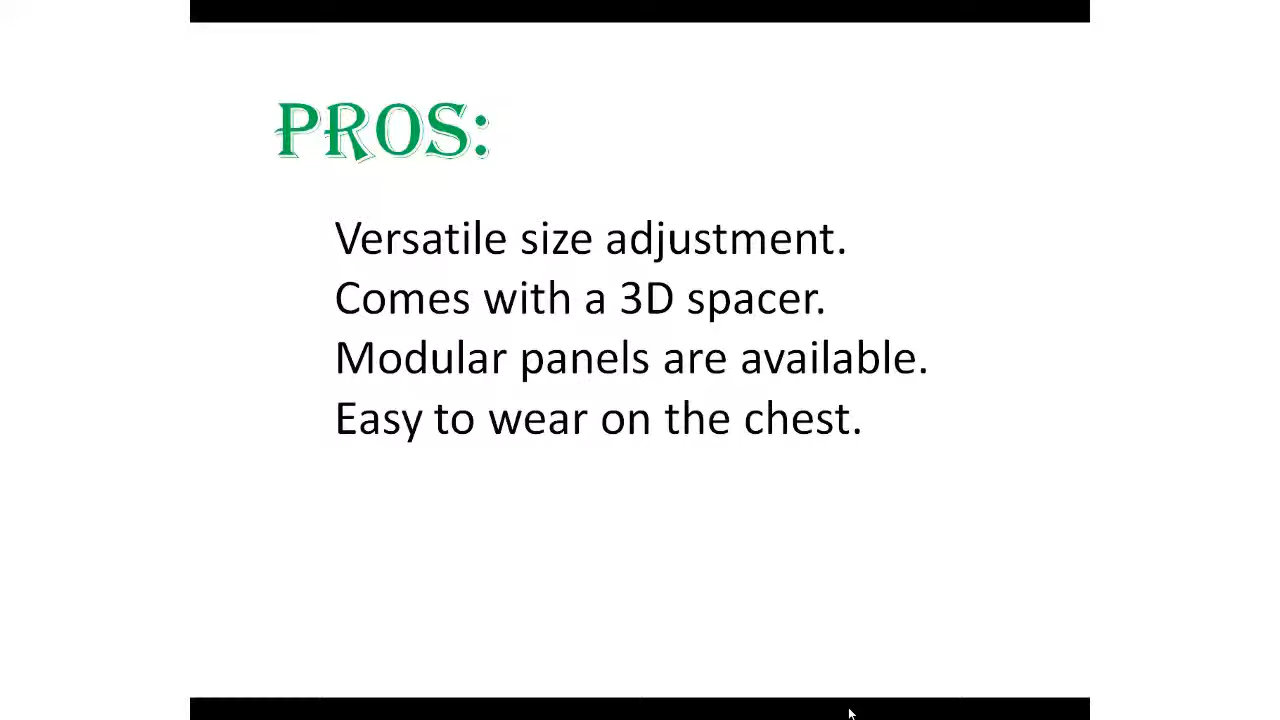 PROS:
Versatile size adjustment.
Comes with a 3D spacer.
Modular panels are available.
Easy to wear on the chest.